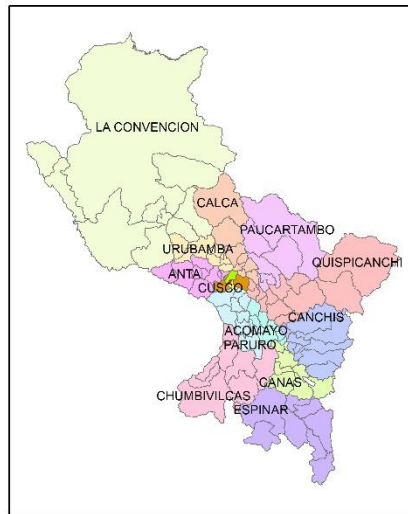 LA CONVENCION
CALCA
PAUCARTAMBO
URUBAMBA
QUISPICANCHI
ANTA
CUSCO
CANCHIS
ACOMAYO
PARURO
CANAS
CHUMBIVILCAS
ESPINAR